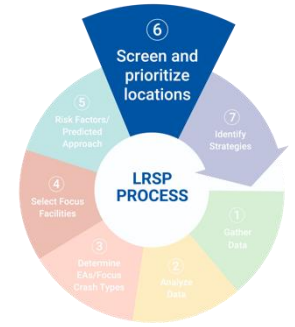 6
Screen and
prioritize
locations
7
Identify
Strategies
5
Risk Factors/
Predicted
Approach
LRSP
PROCESS
4
Select Focus
Facilities
1
Gather
Data
3
Determine
EAs/Focus
Crash Types
2
Analyze
Data